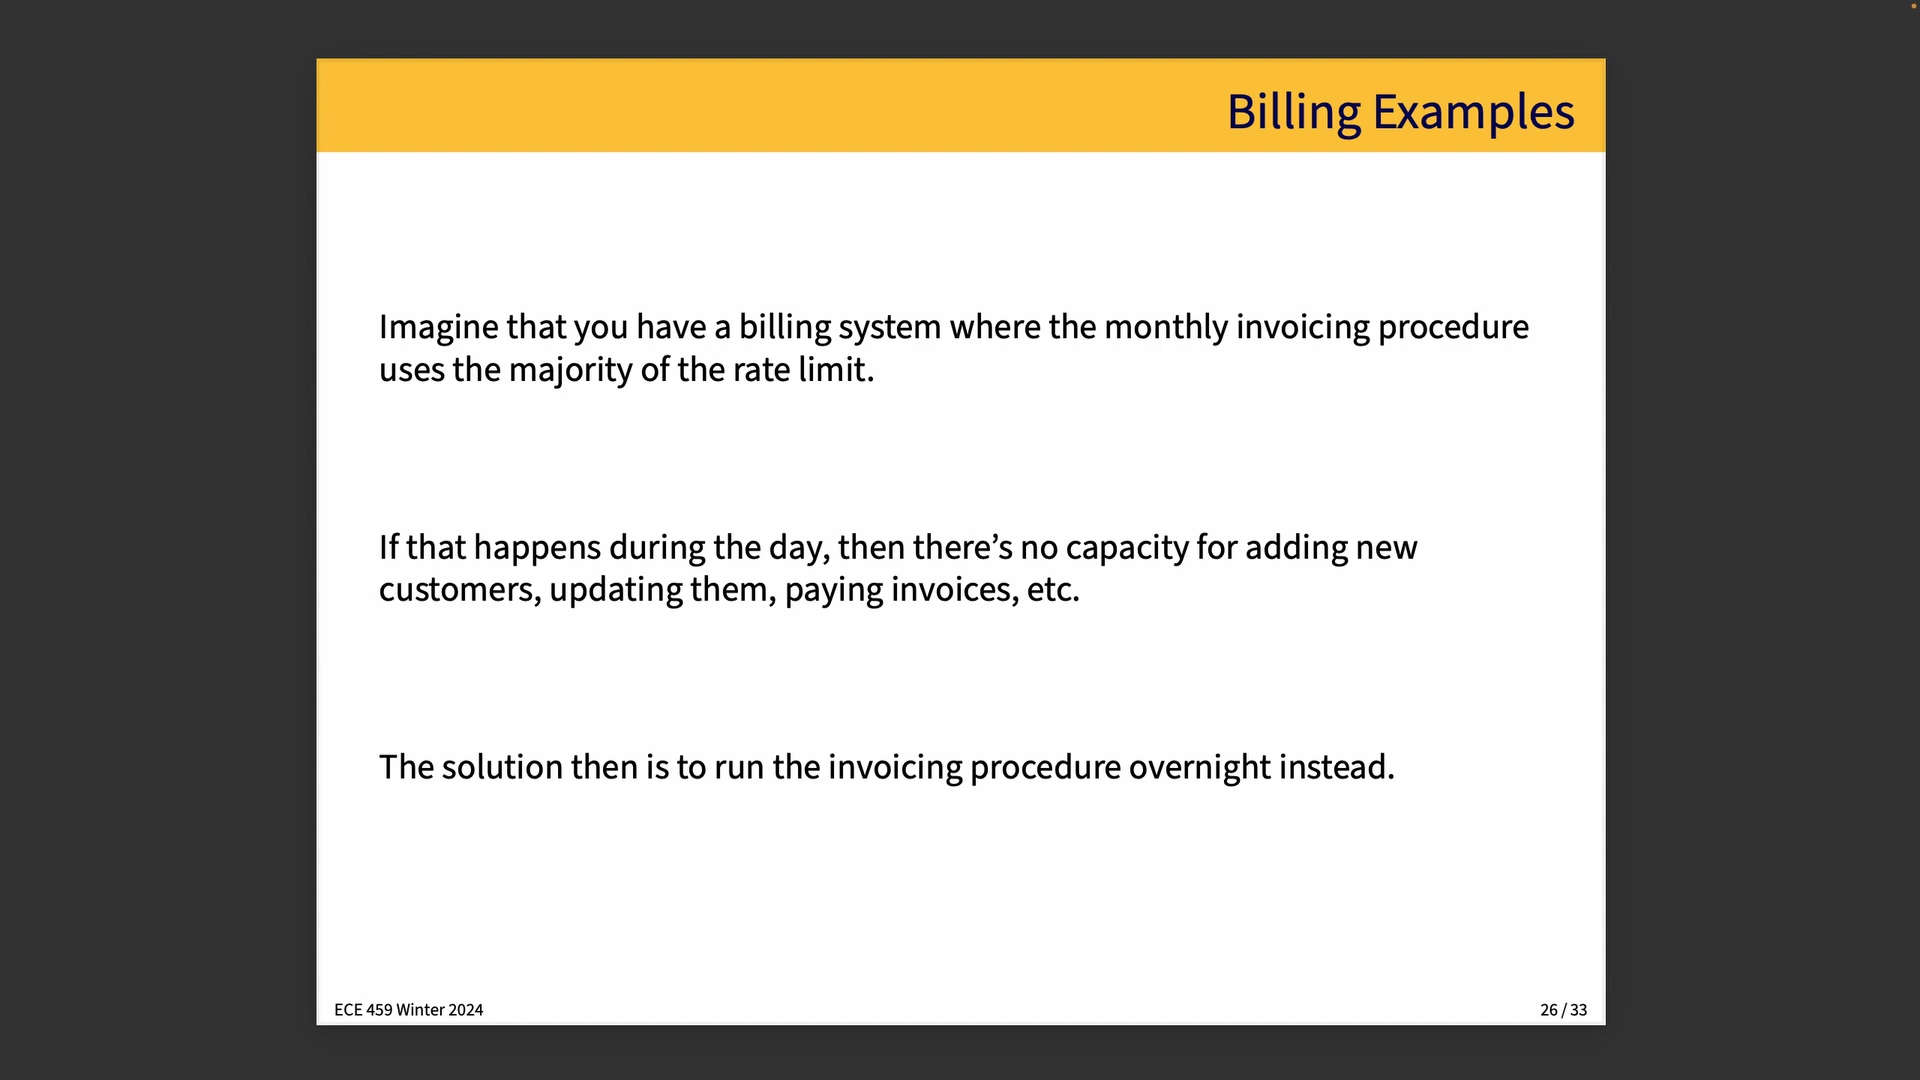 Billing Examples
Imagine that you have a billing system where the monthly invoicing procedure
uses the majority of the rate limit.
If that happens during the day, then there’s no capacity for adding new
customers, updating them, paying invoices, etc.
The solution then is to run the invoicing procedure overnight instead.
ECE 459 Winter 2024
26 / 33